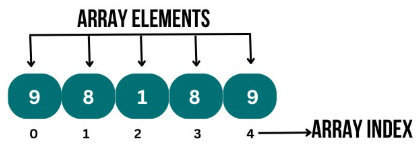 ARRAY ELEMENTS
9 8 1 8 9
0 1 2 3 4 ARRAY INDEX